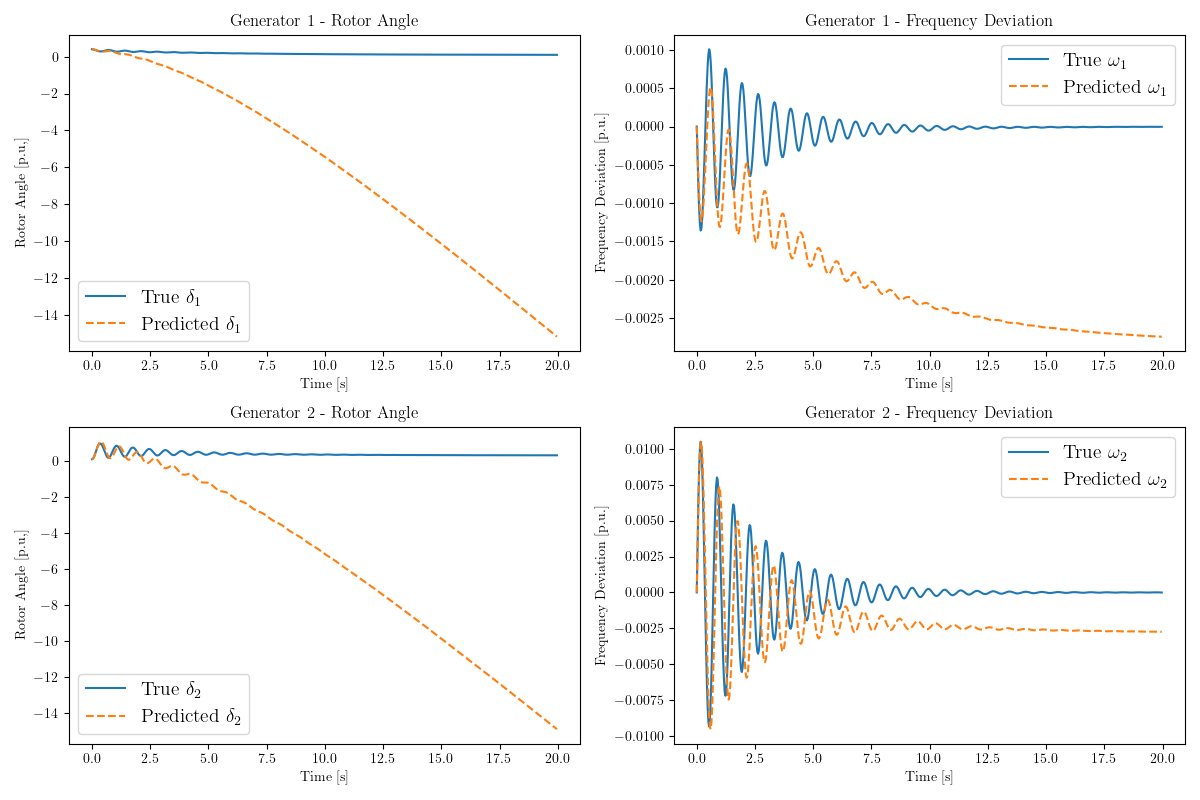 Generator 1 - Rotor Angle
Rotor Angle [p.u.]
0
−2
−4
−6
−8
−10
−12
−14
True δ₁
Predicted δ₁
0.0 2.5 5.0 7.5 10.0 12.5 15.0 17.5 20.0
Time [s]
Generator 1 - Frequency Deviation
Frequency Deviation [p.u.]
0.0010
0.0005
0.0000
−0.0005
−0.0010
−0.0015
−0.0020
−0.0025
True ω₁
Predicted ω₁
0.0 2.5 5.0 7.5 10.0 12.5 15.0 17.5 20.0
Time [s]
Generator 2 - Rotor Angle
Rotor Angle [p.u.]
0
−2
−4
−6
−8
−10
−12
−14
True δ₂
Predicted δ₂
0.0 2.5 5.0 7.5 10.0 12.5 15.0 17.5 20.0
Time [s]
Generator 2 - Frequency Deviation
Frequency Deviation [p.u.]
0.0100
0.0075
0.0050
0.0025
0.0000
−0.0025
−0.0050
−0.0075
−0.0100
True ω₂
Predicted ω₂
0.0 2.5 5.0 7.5 10.0 12.5 15.0 17.5 20.0
Time [s]